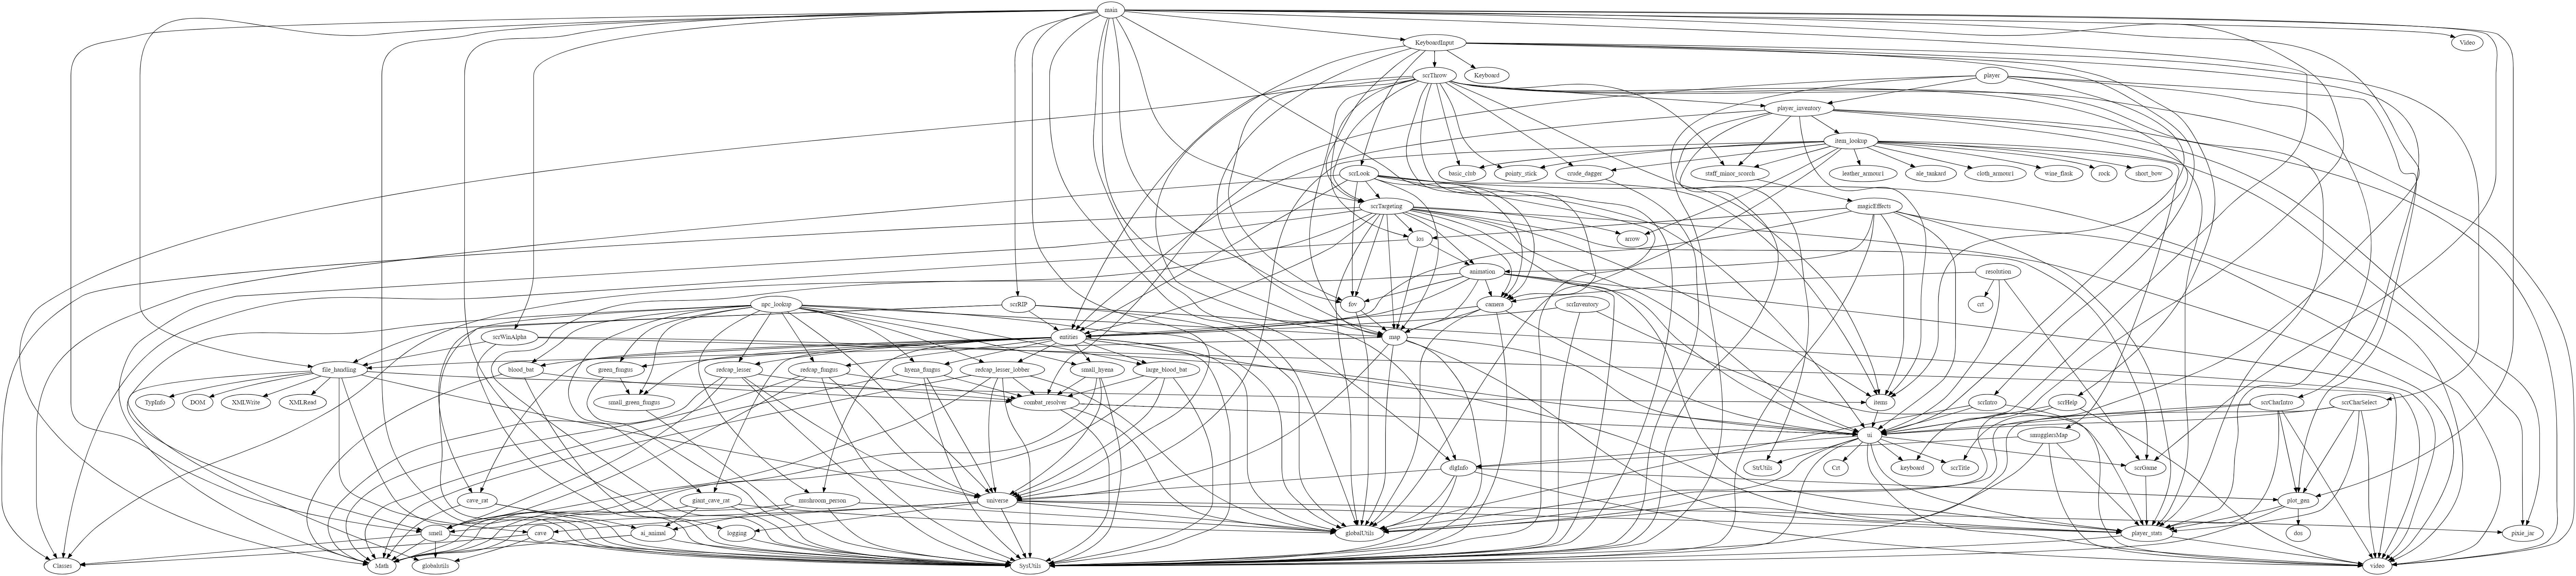 main
KeyboardInput
Video
scrThrow
Keyboard
player
player_inventory
item_lookup
scrLook
basic_club
pointy_stick
crude_dagger
staff_minor_scorch
leather_armour1
ale_tankard
cloth_armour1
wine_flask
rock
short_bow
scrTargeting
magicEffects
los
arrow
animation
resolution
npc_lookup
scrRIP
fov
camera
scrInventory
crt
scrWinAlpha
entities
map
file_handling
blood_bat
green_fungus
redcap_lesser
redcap_fungus
hyena_fungus
redcap_lesser_lobber
small_hyena
large_blood_bat
TypInfo
DOM
XMLWrite
XMLRead
small_green_fungus
combat_resolver
items
scrIntro
scrHelp
scrCharIntro
scrCharSelect
ui
smugglersMap
dlgInfo
StrUtils
Crt
keyboard
scrTitle
scrGame
cave_rat
giant_cave_rat
mushroom_person
universe
plot_gen
smell
cave
ai_animal
logging
globalUtils
player_stats
dos
pixie_jar
Classes
Math
globalutils
SysUtils
video